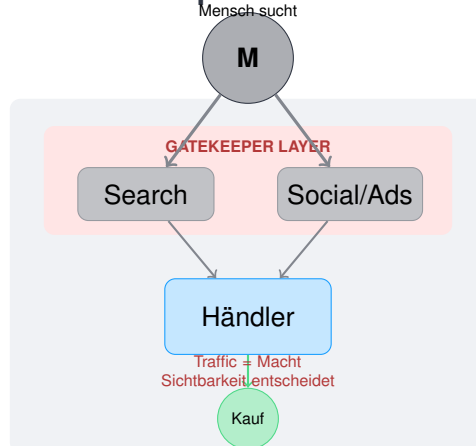 Mensch sucht
M
GATEKEEPER LAYER
Search
Social/Ads
Händler
Traffic = Macht
Sichtbarkeit entscheidet
Kauf